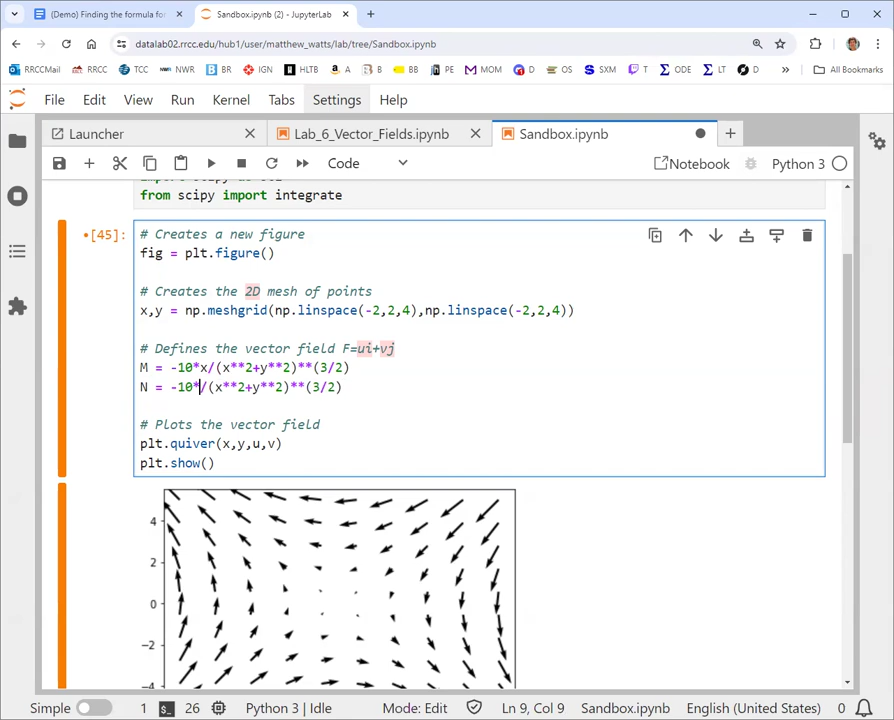 (Demo) Finding the formula for
Sandbox.ipynb (2) - JupyterLab
datalab02.rrcc.edu/hub1/user/matthew_watts/lab/tree/Sandbox.ipynb
RRCCMail
RRCC
TCC
NWR
BR
IGN
HLTB
A
B
BB
PE
MOM
D
OS
SXM
T
ODE
LT
D
All Bookmarks
File
Edit
View
Run
Kernel
Tabs
Settings
Help
Launcher
Lab_6_Vector_Fields.ipynb
Sandbox.ipynb
Code
Notebook
Python 3
from scipy import integrate
[45]:
# Creates a new figure
fig = plt.figure()
# Creates the 2D mesh of points
x,y = np.meshgrid(np.linspace(-2,2,4),np.linspace(-2,2,4))
# Defines the vector field F=ui+vj
M = -10*x/(x**2+y**2)**(3/2)
N = -10*/(x**2+y**2)**(3/2)
# Plots the vector field
plt.quiver(x,y,u,v)
plt.show()
4
2
0
−2
Simple
1
26
Python 3 | Idle
Mode: Edit
Ln 9, Col 9
Sandbox.ipynb
English (United States)
0